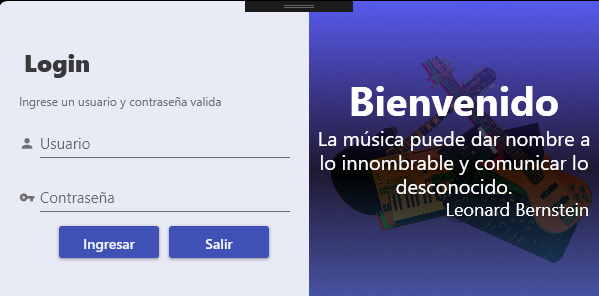 Login
Ingrese un usuario y contraseña valida
Usuario
Contraseña
Ingresar
Salir
Bienvenido
La música puede dar nombre a
lo innombrable y comunicar lo
desconocido.
Leonard Bernstein